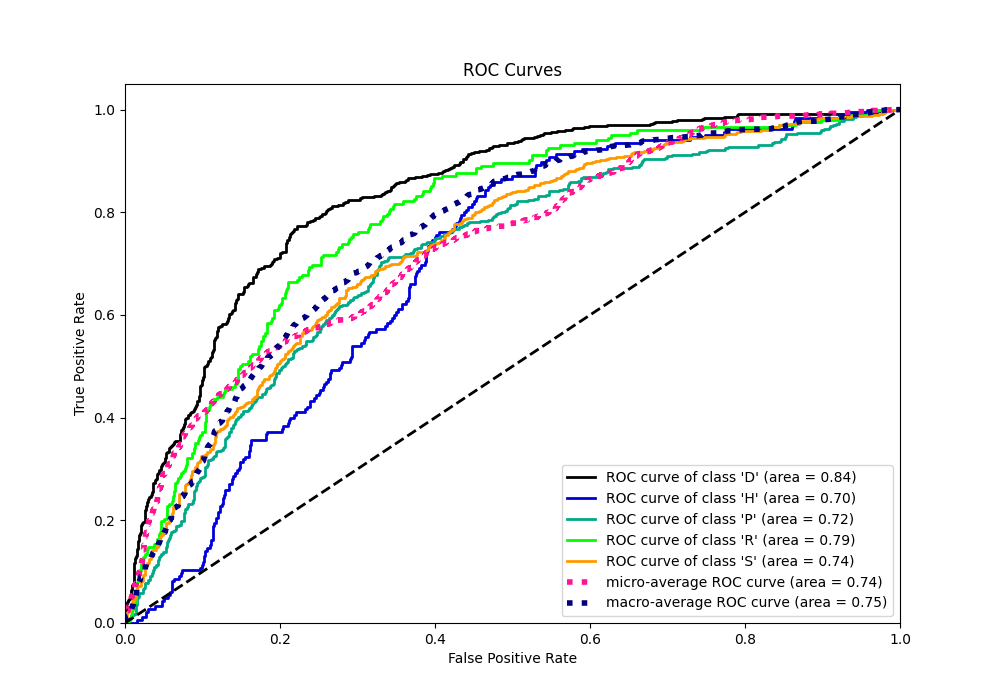 ROC Curves
True Positive Rate
1.0
0.8
0.6
0.4
0.2
0.0
0.0 0.2 0.4 0.6 0.8 1.0
False Positive Rate
ROC curve of class 'D' (area = 0.84)
ROC curve of class 'H' (area = 0.70)
ROC curve of class 'P' (area = 0.72)
ROC curve of class 'R' (area = 0.79)
ROC curve of class 'S' (area = 0.74)
micro-average ROC curve (area = 0.74)
macro-average ROC curve (area = 0.75)